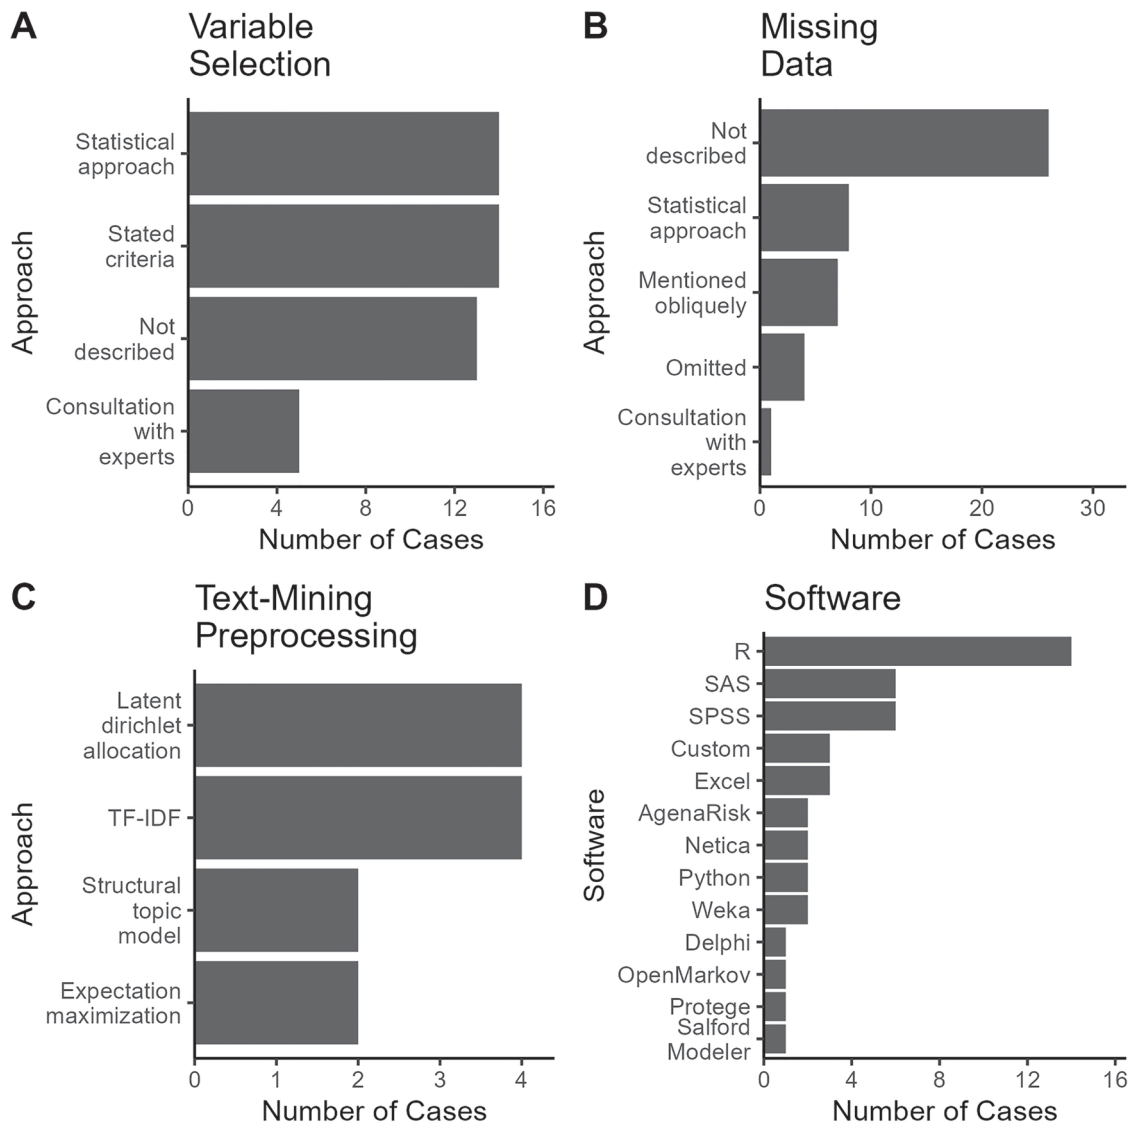 A
Variable
Selection
Approach
Statistical
approach
Stated
criteria
Not
described
Consultation
with
experts
0 4 8 12 16
Number of Cases
B
Missing
Data
Approach
Not
described
Statistical
approach
Mentioned
obliquely
Omitted
Consultation
with
experts
0 10 20 30
Number of Cases
C
Text-Mining
Preprocessing
Approach
Latent
dirichlet
allocation
TF-IDF
Structural
topic
model
Expectation
maximization
0 1 2 3 4
Number of Cases
D
Software
Software
R
SAS
SPSS
Custom
Excel
AgenaRisk
Netica
Python
Weka
Delphi
OpenMarkov
Protege
Salford
Modeler
0 4 8 12 16
Number of Cases